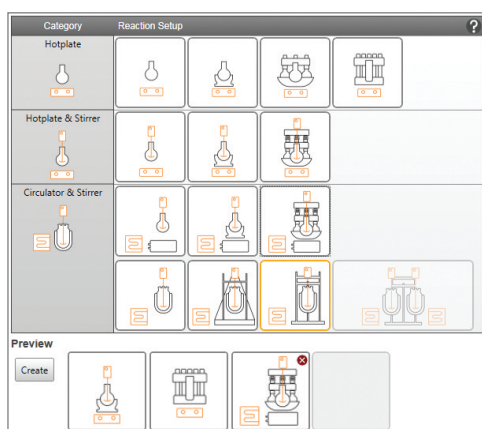 Category Reaction Setup ?
Hotplate
Hotplate & Stirrer
Circulator & Stirrer
Preview
Create